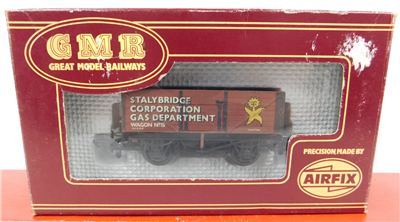 GMR
GREAT MODEL RAILWAYS
STALYBRIDGE
CORPORATION
GAS DEPARTMENT
WAGON No15
PRECISION MADE BY
AIRFIX